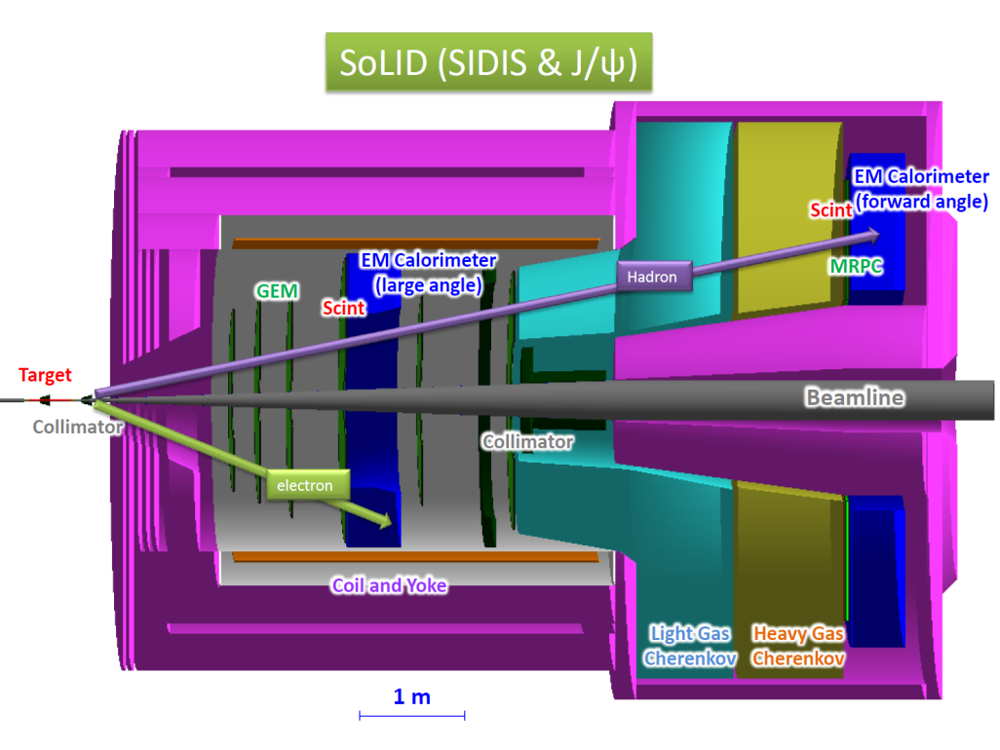 SoLID (SIDIS & J/ψ)
EM Calorimeter
(forward angle)
Scint
EM Calorimeter
(large angle)
MRPC
Hadron
GEM
Scint
Target
Beamline
Collimator
Collimator
electron
Coil and Yoke
Light Gas
Cherenkov
Heavy Gas
Cherenkov
1 m